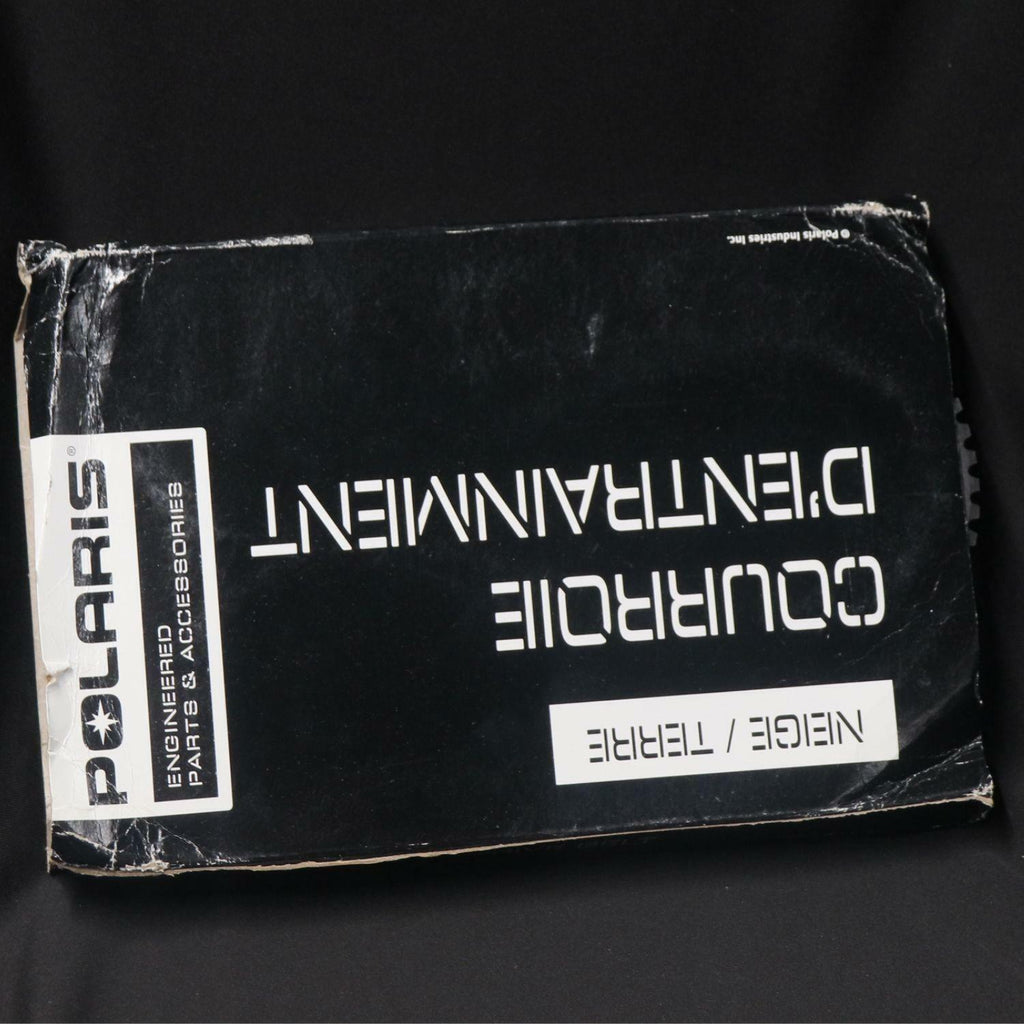 NEIGE / TERRE
COURROIE
D'ENTRAINMENT
© Polaris Industries Inc.
POLARIS®
ENGINEERED
PARTS & ACCESSORIES